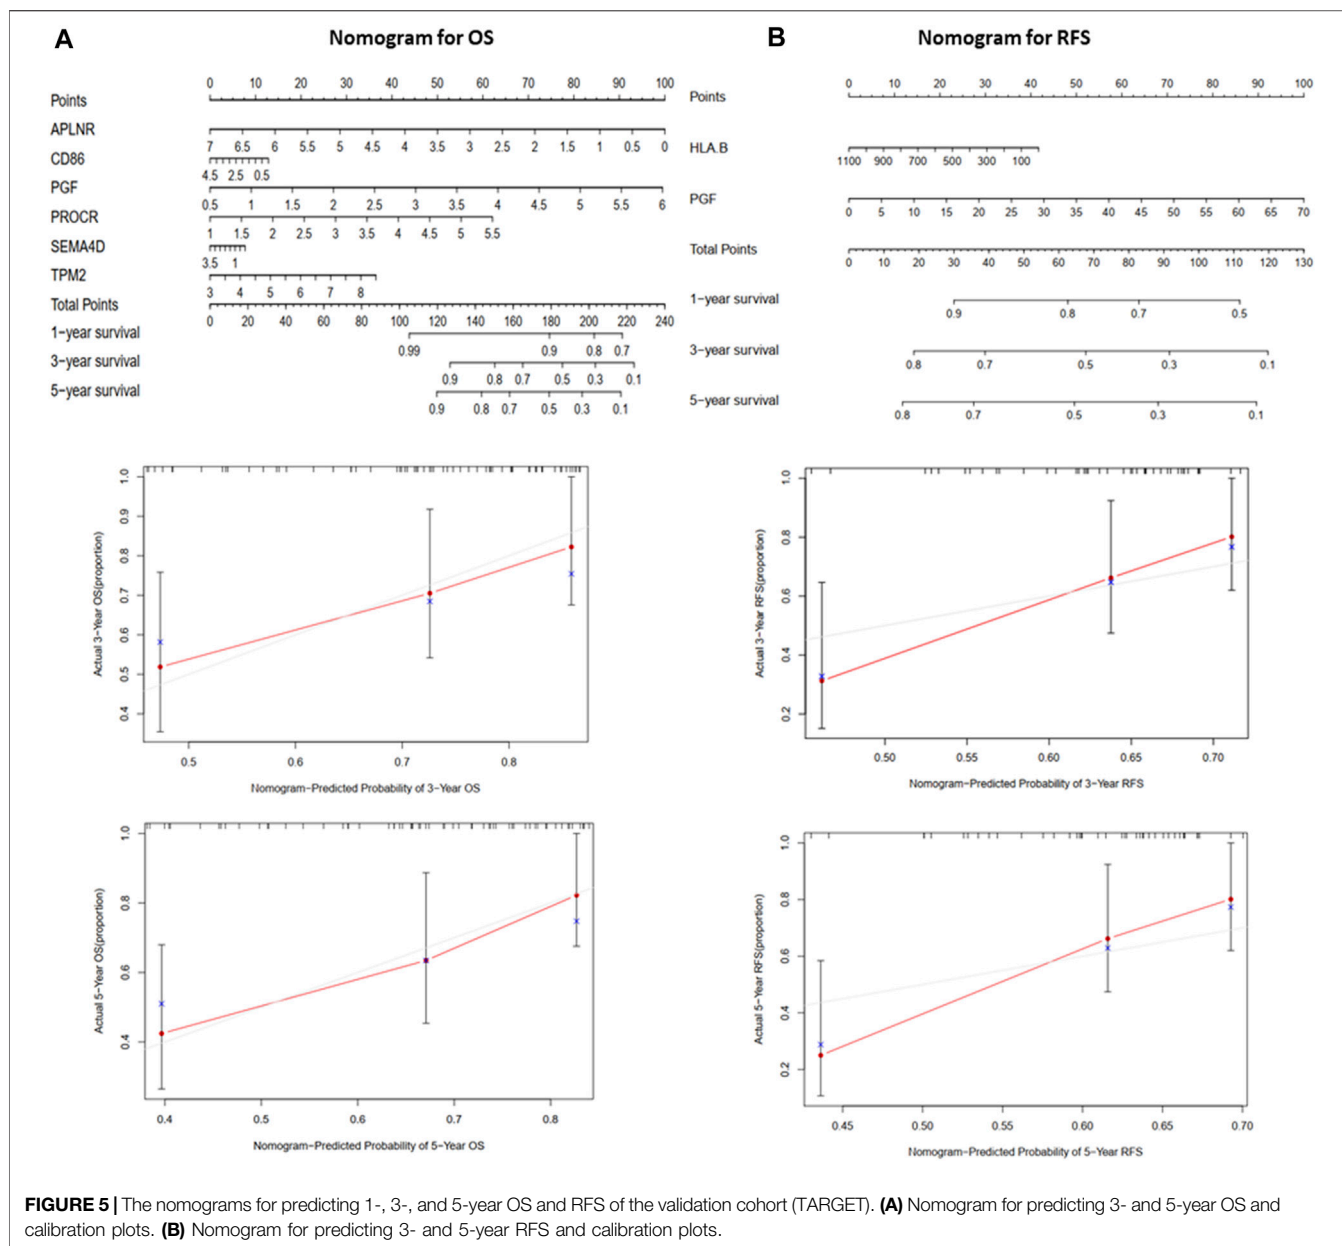 A
Nomogram for OS
0 10 20 30 40 50 60 70 80 90 100
Points
APLNR
7 6.5 6 5.5 5 4.5 4 3.5 3 2.5 2 1.5 1 0.5 0
CD86
4.5 2.5 0.5
PGF
0.5 1 1.5 2 2.5 3 3.5 4 4.5 5 5.5 6
PROCR
1 1.5 2 2.5 3 3.5 4 4.5 5 5.5
SEMA4D
3.5 1
TPM2
3 4 5 6 7 8
Total Points
0 20 40 60 80 100 120 140 160 180 200 220 240
1-year survival
0.99 0.9 0.8 0.7
3-year survival
0.9 0.8 0.7 0.5 0.3 0.1
5-year survival
0.9 0.8 0.7 0.5 0.3 0.1
B
Nomogram for RFS
0 10 20 30 40 50 60 70 80 90 100
Points
HLA.B
1100 900 700 500 300 100
PGF
0 5 10 15 20 25 30 35 40 45 50 55 60 65 70
Total Points
0 10 20 30 40 50 60 70 80 90 100 110 120 130
1-year survival
0.9 0.8 0.7 0.5
3-year survival
0.8 0.7 0.5 0.3 0.1
5-year survival
0.8 0.7 0.5 0.3 0.1
Actual 3-Year OS(proportion)
1.0
0.9
0.8
0.7
0.6
0.5
0.4
0.5 0.6 0.7 0.8
Nomogram-Predicted Probability of 3-Year OS
Actual 3-Year RFS(proportion)
1.0
0.8
0.6
0.4
0.2
0.50 0.55 0.60 0.65 0.70
Nomogram-Predicted Probability of 3-Year RFS
Actual 5-Year OS(proportion)
1.0
0.8
0.6
0.4
0.4 0.5 0.6 0.7 0.8
Nomogram-Predicted Probability of 5-Year OS
Actual 5-Year RFS(proportion)
1.0
0.8
0.6
0.4
0.2
0.45 0.50 0.55 0.60 0.65 0.70
Nomogram-Predicted Probability of 5-Year RFS
FIGURE 5 | The nomograms for predicting 1-, 3-, and 5-year OS and RFS of the validation cohort (TARGET). (A) Nomogram for predicting 3- and 5-year OS and
calibration plots. (B) Nomogram for predicting 3- and 5-year RFS and calibration plots.